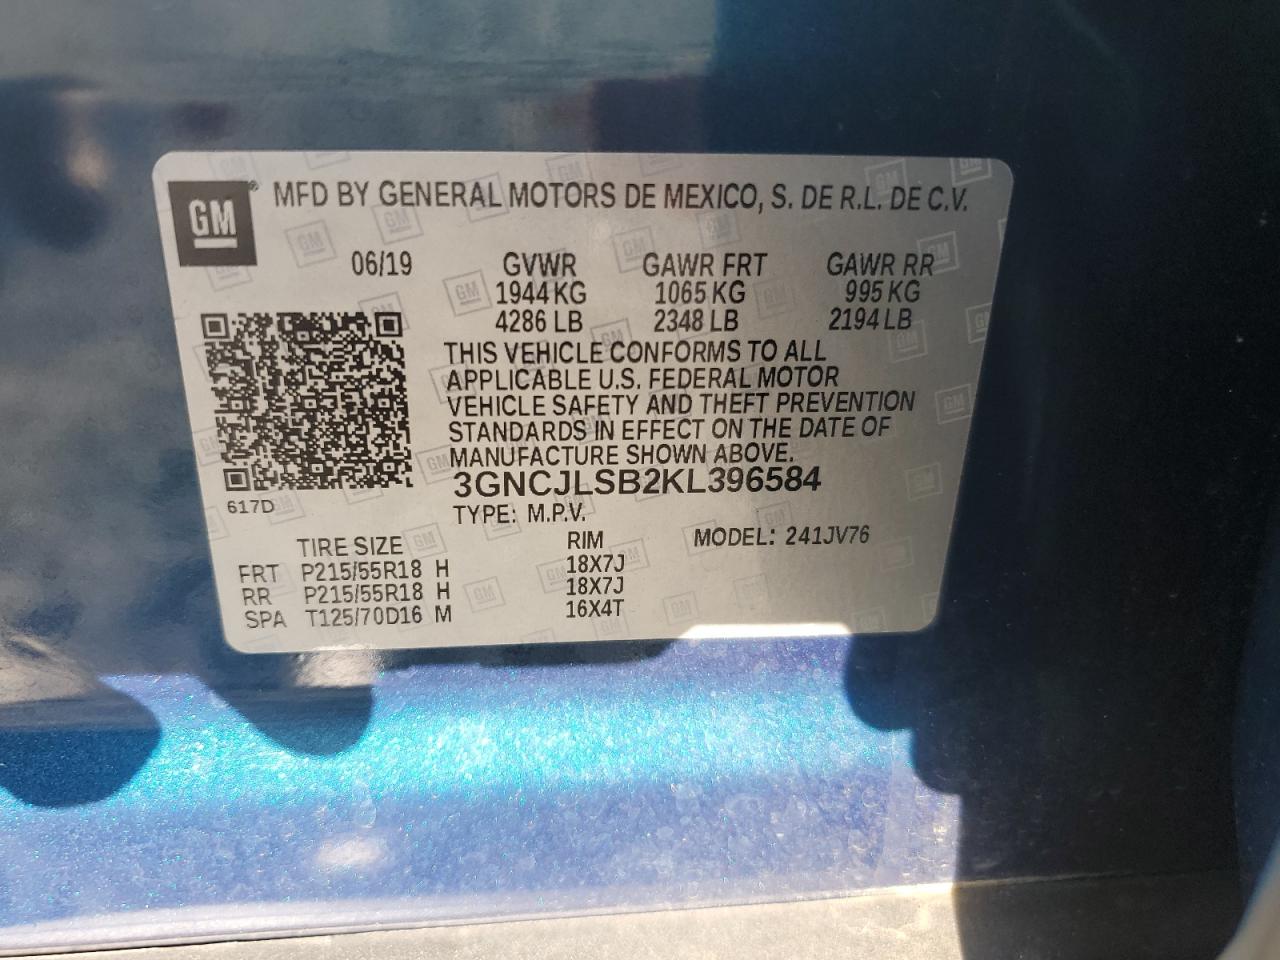 GM® MFD BY GENERAL MOTORS DE MEXICO, S. DE R.L. DE C.V.
06/19 GVWR GAWR FRT GAWR RR
1944 KG 1065 KG 995 KG
4286 LB 2348 LB 2194 LB
THIS VEHICLE CONFORMS TO ALL
APPLICABLE U.S. FEDERAL MOTOR
VEHICLE SAFETY AND THEFT PREVENTION
STANDARDS IN EFFECT ON THE DATE OF
MANUFACTURE SHOWN ABOVE.
3GNCJLSB2KL396584
617D
TYPE: M.P.V.
TIRE SIZE RIM MODEL: 241JV76
FRT P215/55R18 H 18X7J
RR P215/55R18 H 18X7J
SPA T125/70D16 M 16X4T